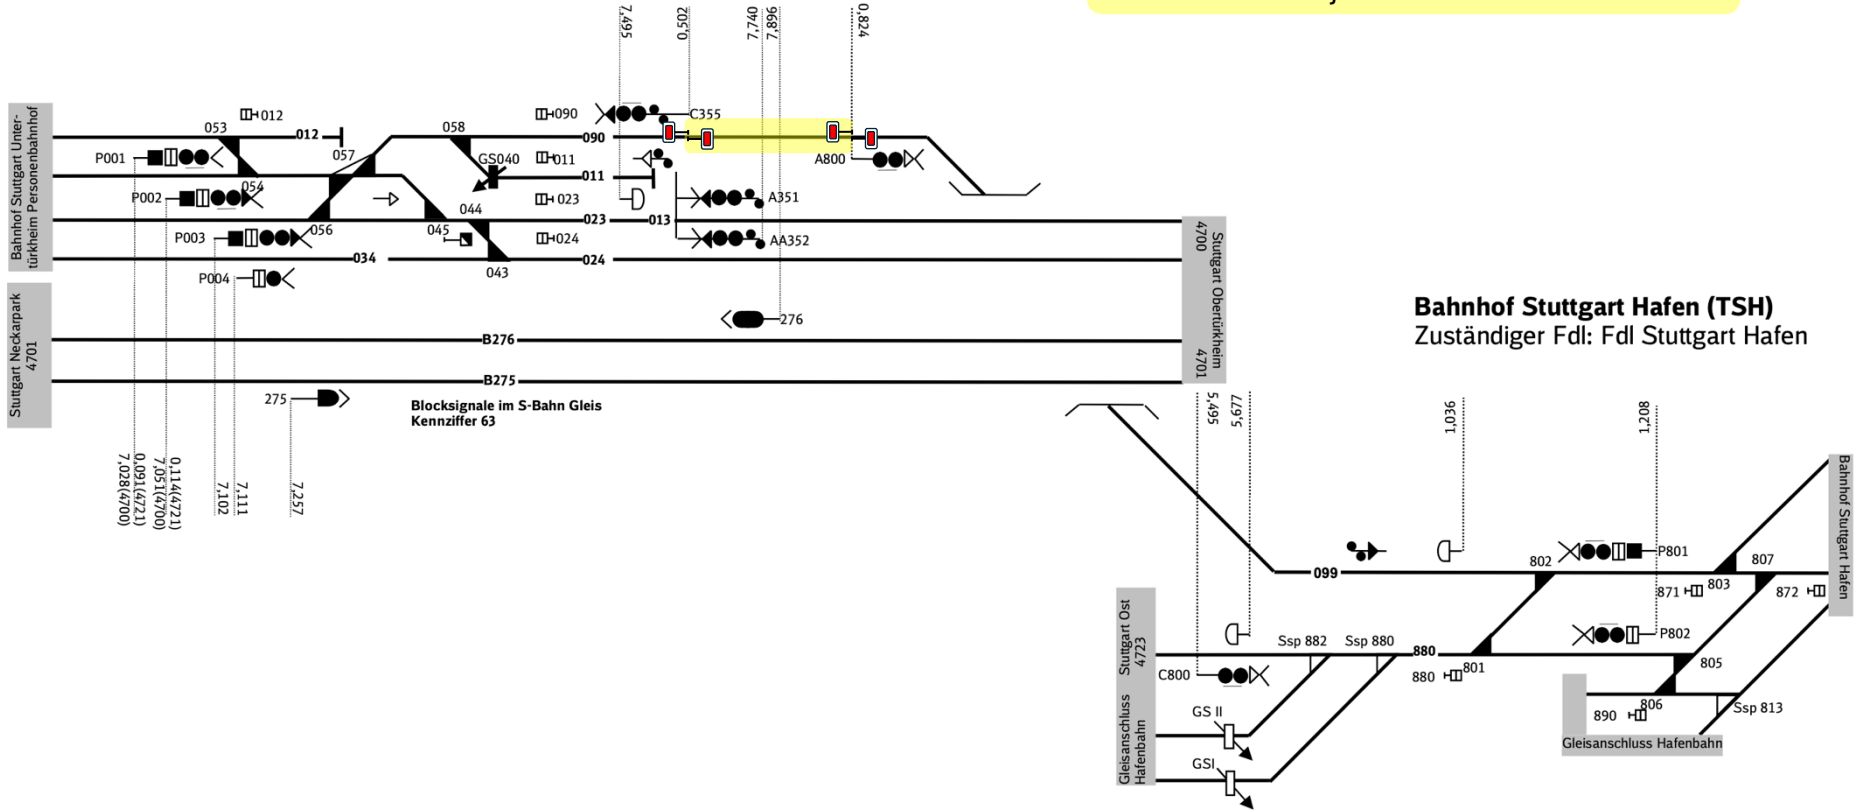 7,495
0,502
7,740
7,896
0,824
Bahnhof Stuttgart Unter-
türkheim Personenbahnhof
012
053
012
058
090
090
C355
P001
057
GS040
011
011
A800
054
P002
056
045
044
023
023
013
A351
P003
034
043
024
024
AA352
P004
4700
Stuttgart Obertürkheim
4701
276
Stuttgart Neckarpark
4701
B276
B275
275
Blocksignale im S-Bahn Gleis
Kennziffer 63
7,028(4700)
0,091(4721)
7,051(4700)
0,114(4721)
7,102
7,111
7,257
Bahnhof Stuttgart Hafen (TSH)
Zuständiger Fdl: Fdl Stuttgart Hafen
5,495
5,677
1,036
1,208
099
802
P801
803
807
871
872
Bahnhof Stuttgart Hafen
Stuttgart Ost
4723
Ssp 882
Ssp 880
880
801
880
P802
805
C800
806
890
Ssp 813
Gleisanschluss Hafenbahn
GS II
GSI
Gleisanschluss
Hafenbahn